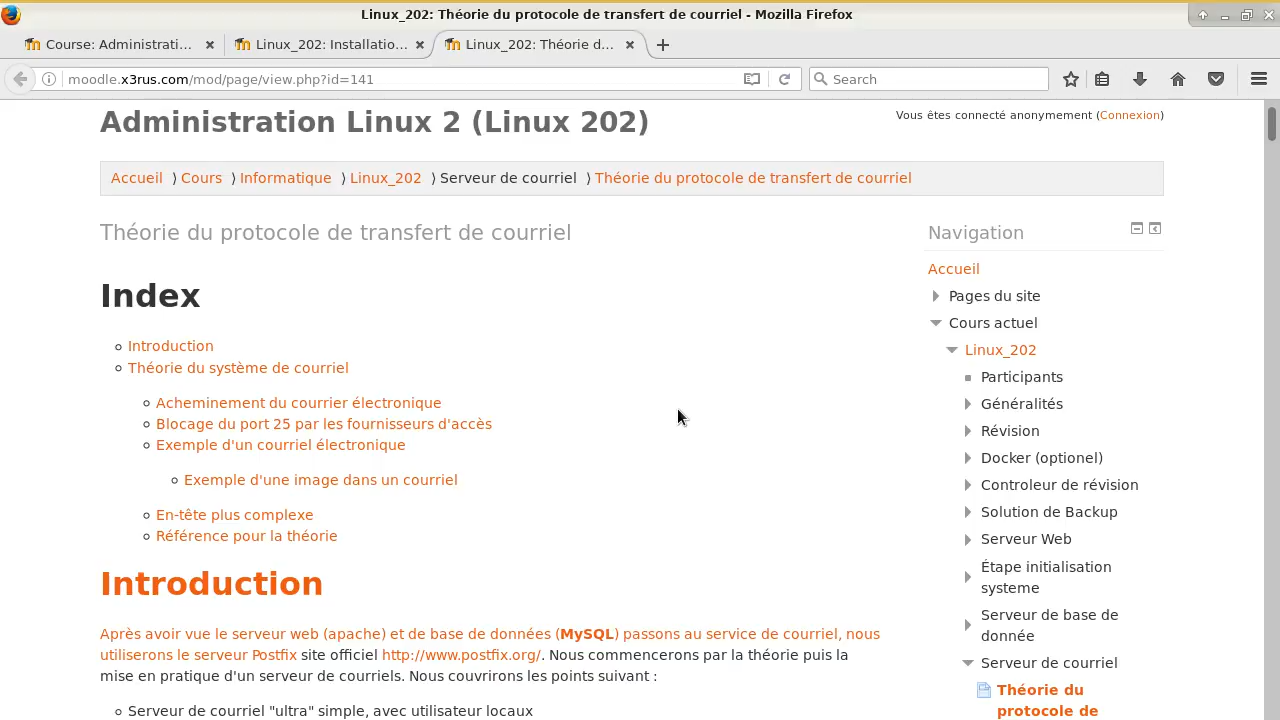 Linux_202: Théorie du protocole de transfert de courriel - Mozilla Firefox
Course: Administrati...
Linux_202: Installatio...
Linux_202: Théorie d...
moodle.x3rus.com/mod/page/view.php?id=141
Search
Administration Linux 2 (Linux 202)
Vous êtes connecté anonymement (Connexion)
Accueil ⟩ Cours ⟩ Informatique ⟩ Linux_202 ⟩ Serveur de courriel ⟩ Théorie du protocole de transfert de courriel
Théorie du protocole de transfert de courriel
Index
Introduction
Théorie du système de courriel
Acheminement du courrier électronique
Blocage du port 25 par les fournisseurs d'accès
Exemple d'un courriel électronique
Exemple d'une image dans un courriel
En-tête plus complexe
Référence pour la théorie
Introduction
Après avoir vue le serveur web (apache) et de base de données (MySQL) passons au service de courriel, nous
utiliserons le serveur Postfix site officiel http://www.postfix.org/. Nous commencerons par la théorie puis la
mise en pratique d'un serveur de courriels. Nous couvrirons les points suivant :
Serveur de courriel "ultra" simple, avec utilisateur locaux
Navigation
Accueil
Pages du site
Cours actuel
Linux_202
Participants
Généralités
Révision
Docker (optionel)
Controleur de révision
Solution de Backup
Serveur Web
Étape initialisation
systeme
Serveur de base de
donnée
Serveur de courriel
Théorie du
protocole de